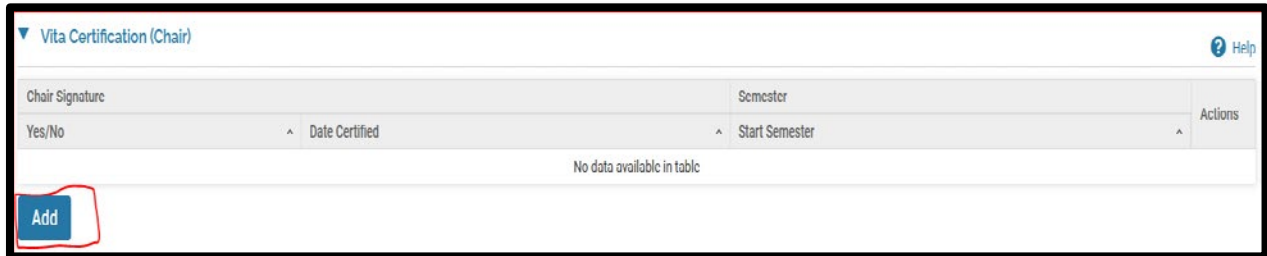 Vita Certification (Chair)
Help
Chair Signature Semester Actions
Yes/No Date Certified Start Semester
No data available in table
Add